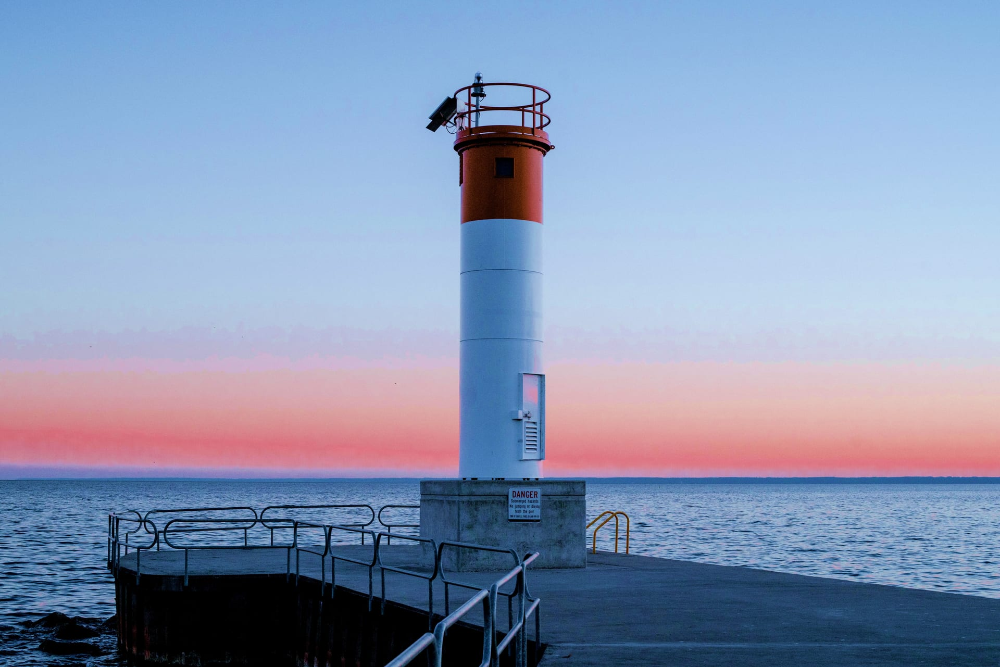 DANGER
Submerged hazards
No jumping or diving
from the pier